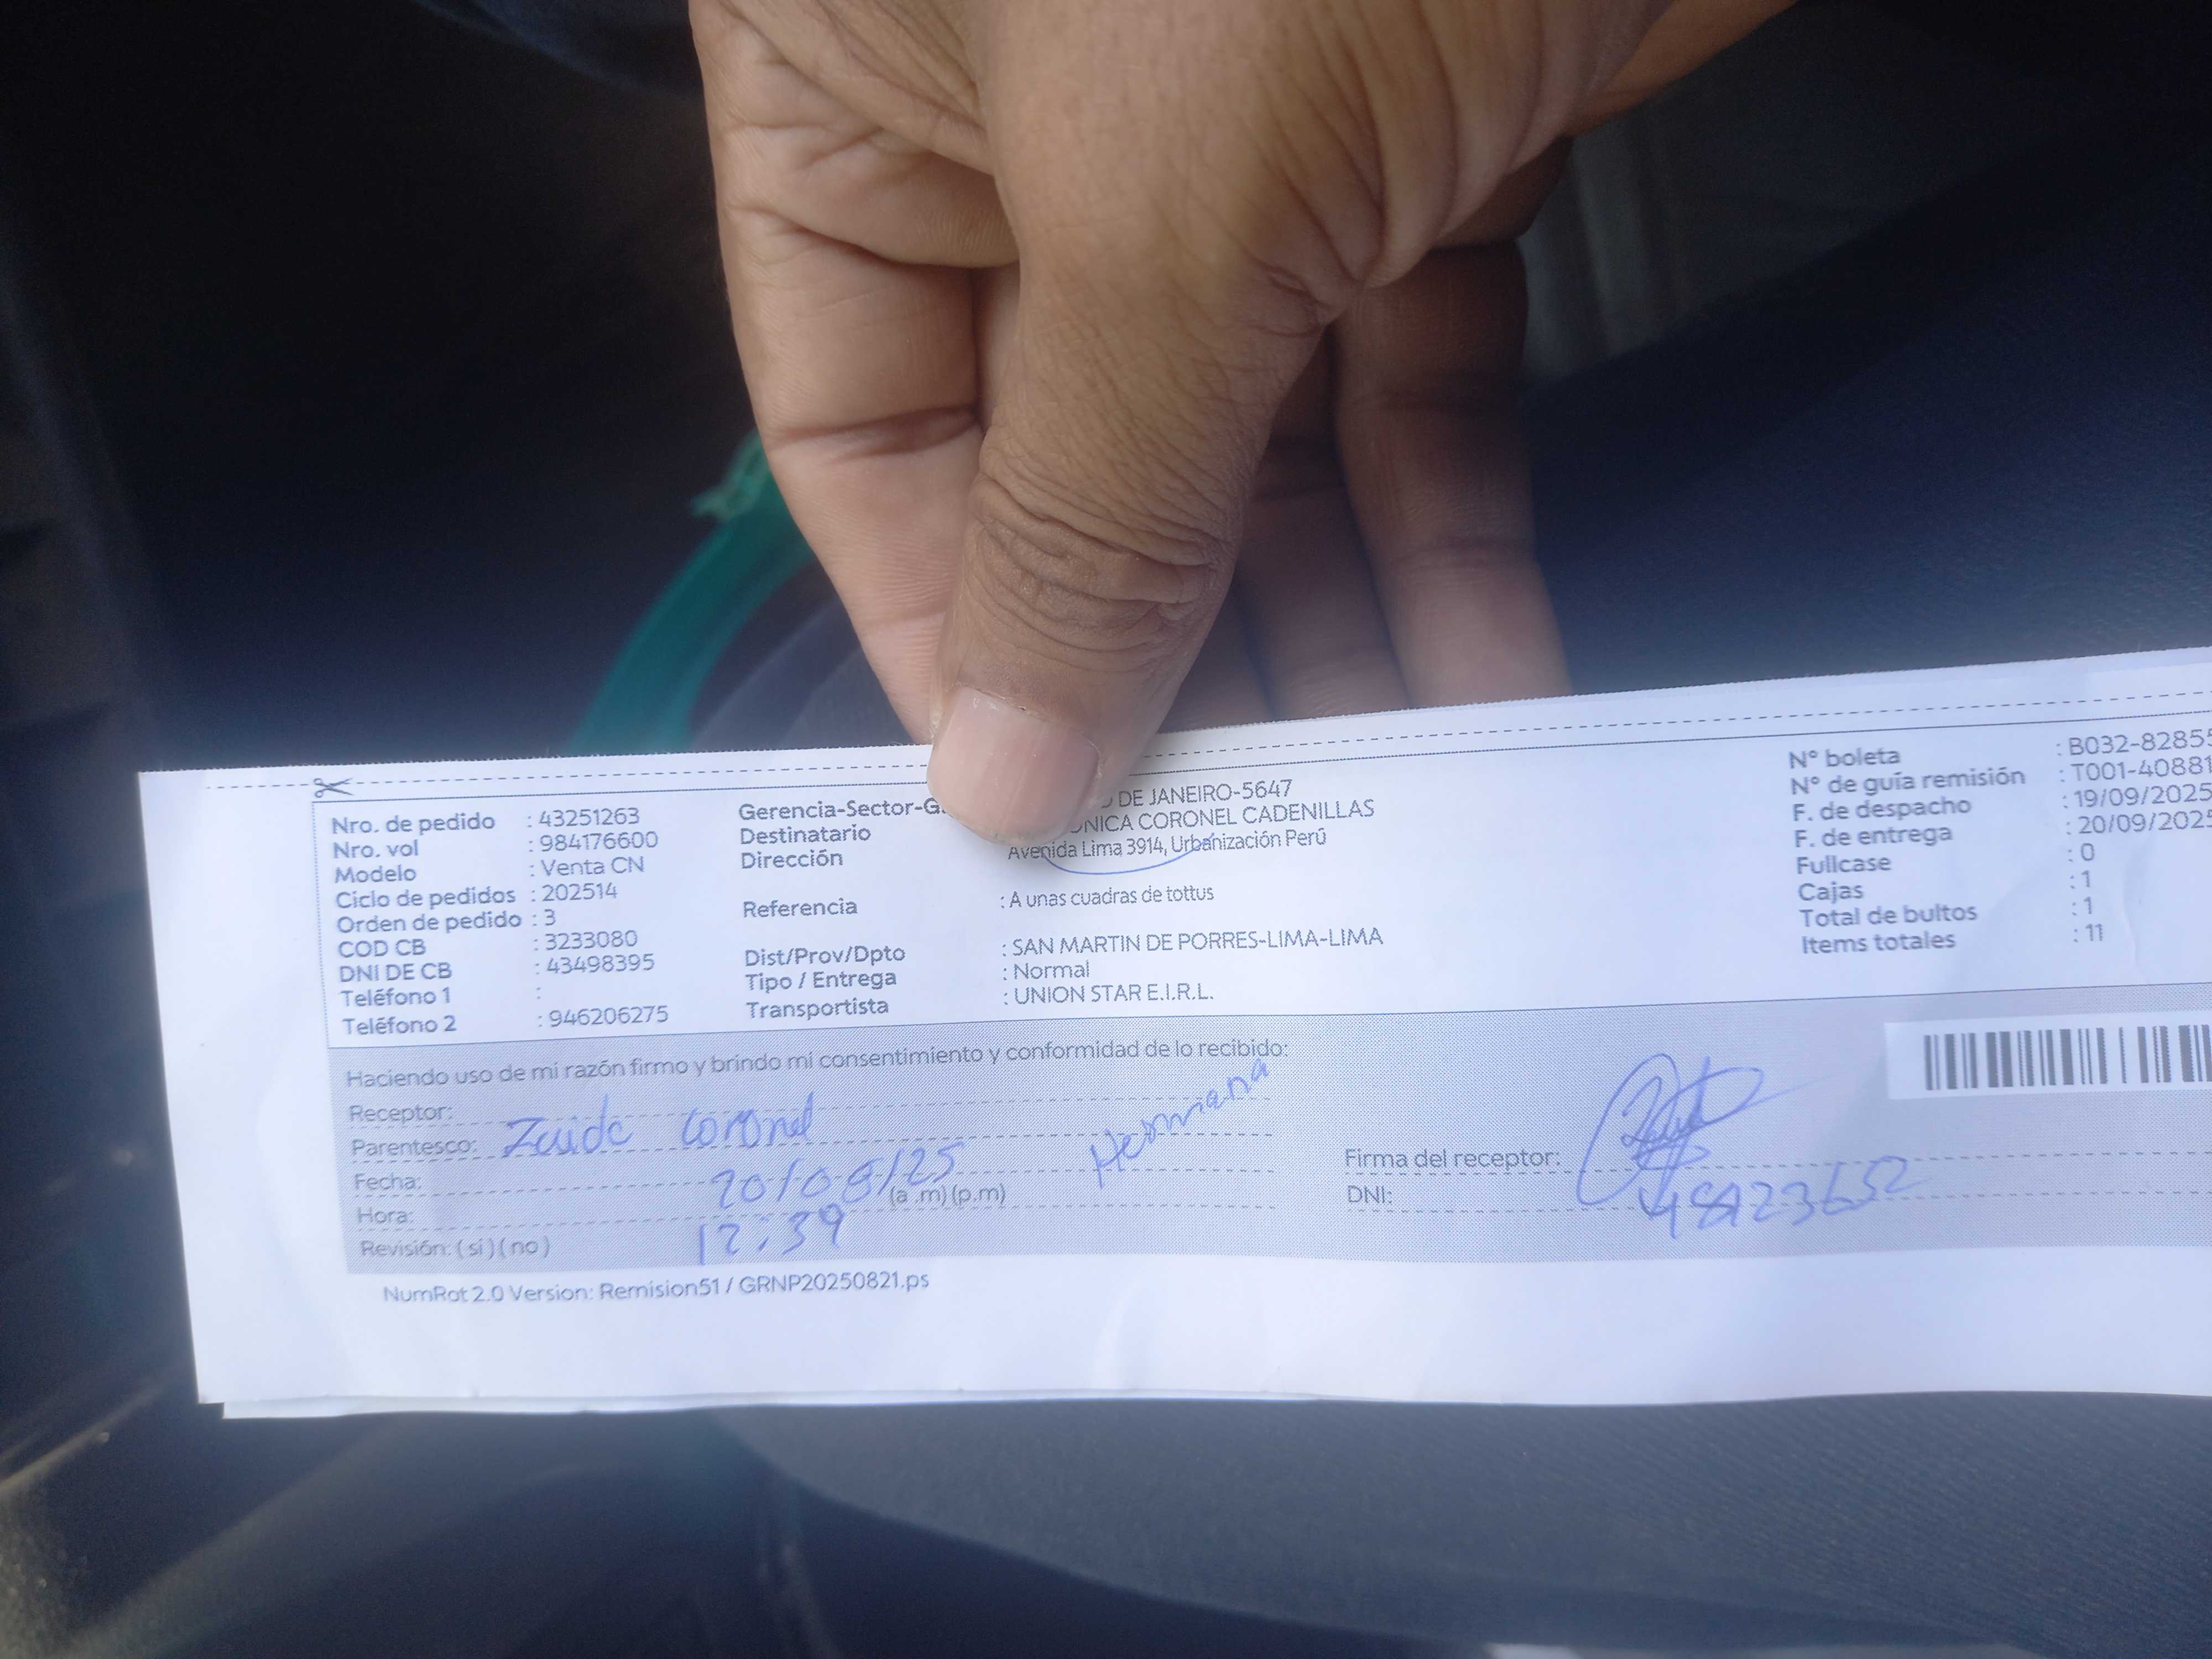 Nro. de pedido : 43251263
Nro. vol : 984176600
Modelo : Venta CN
Ciclo de pedidos : 202514
Orden de pedido : 3
COD CB : 3233080
DNI DE CB : 43498395
Teléfono 1 :
Teléfono 2 : 946206275
Gerencia-Sector-G DE JANEIRO-5647
Destinatario CORONEL CADENILLAS
Dirección Avenida Lima 3914, Urbanización Perú
Referencia : A unas cuadras de tottus
Dist/Prov/Dpto : SAN MARTIN DE PORRES-LIMA-LIMA
Tipo / Entrega : Normal
Transportista : UNION STAR E.I.R.L.
N° boleta : B032-8285
N° de guía remisión : T001-40881
F. de despacho : 19/09/2025
F. de entrega : 20/09/2025
Fullcase : 0
Cajas : 1
Total de bultos : 1
Items totales : 11
Haciendo uso de mi razón firmo y brindo mi consentimiento y conformidad de lo recibido:
Receptor:
Parentesco: Zaida Coronel Hermana
Fecha: 20/08/25
Hora: (a .m) (p.m)
Revisión: ( si ) ( no ) 12:39
Firma del receptor:
DNI: 48123652
NumRot 2.0 Version: Remision51 / GRNP20250821.ps